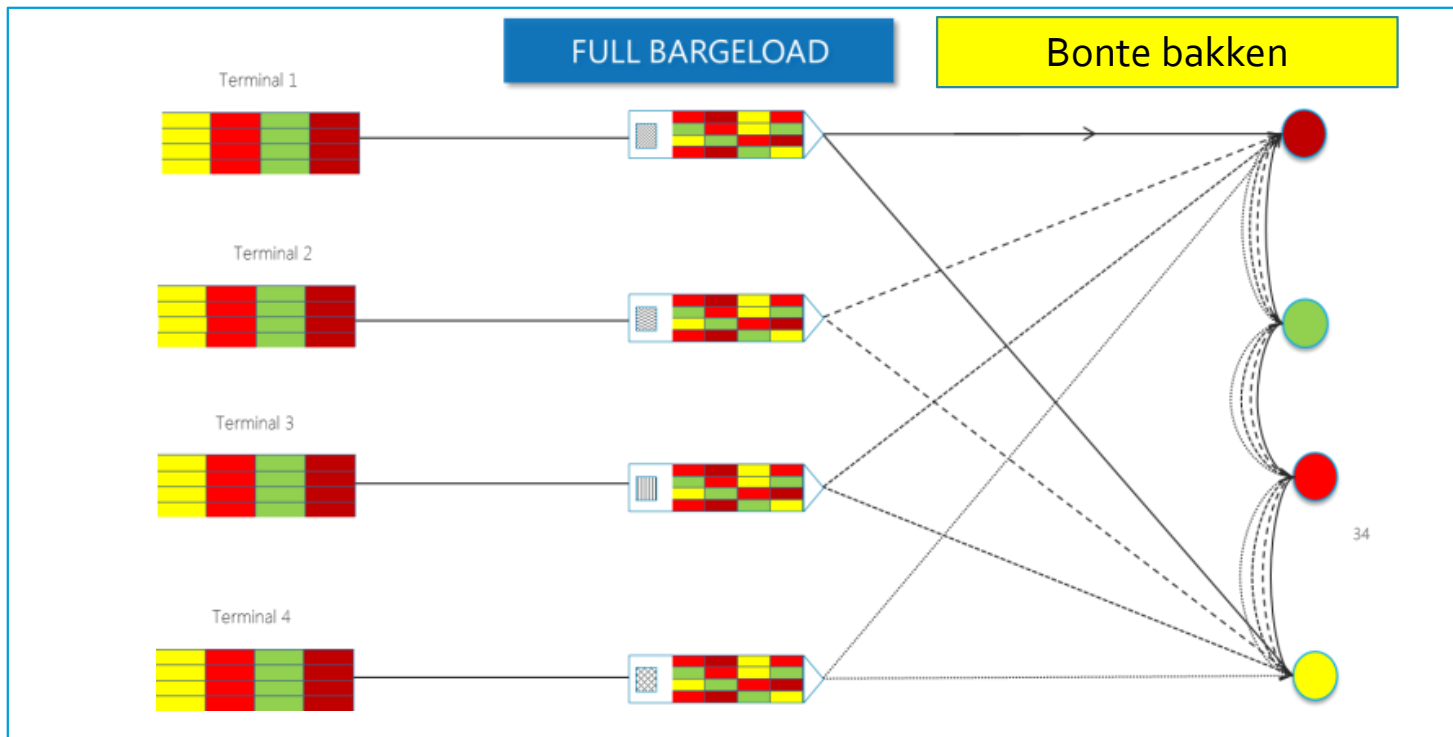 FULL BARGELOAD
Bonte bakken
Terminal 1
Terminal 2
Terminal 3
34
Terminal 4